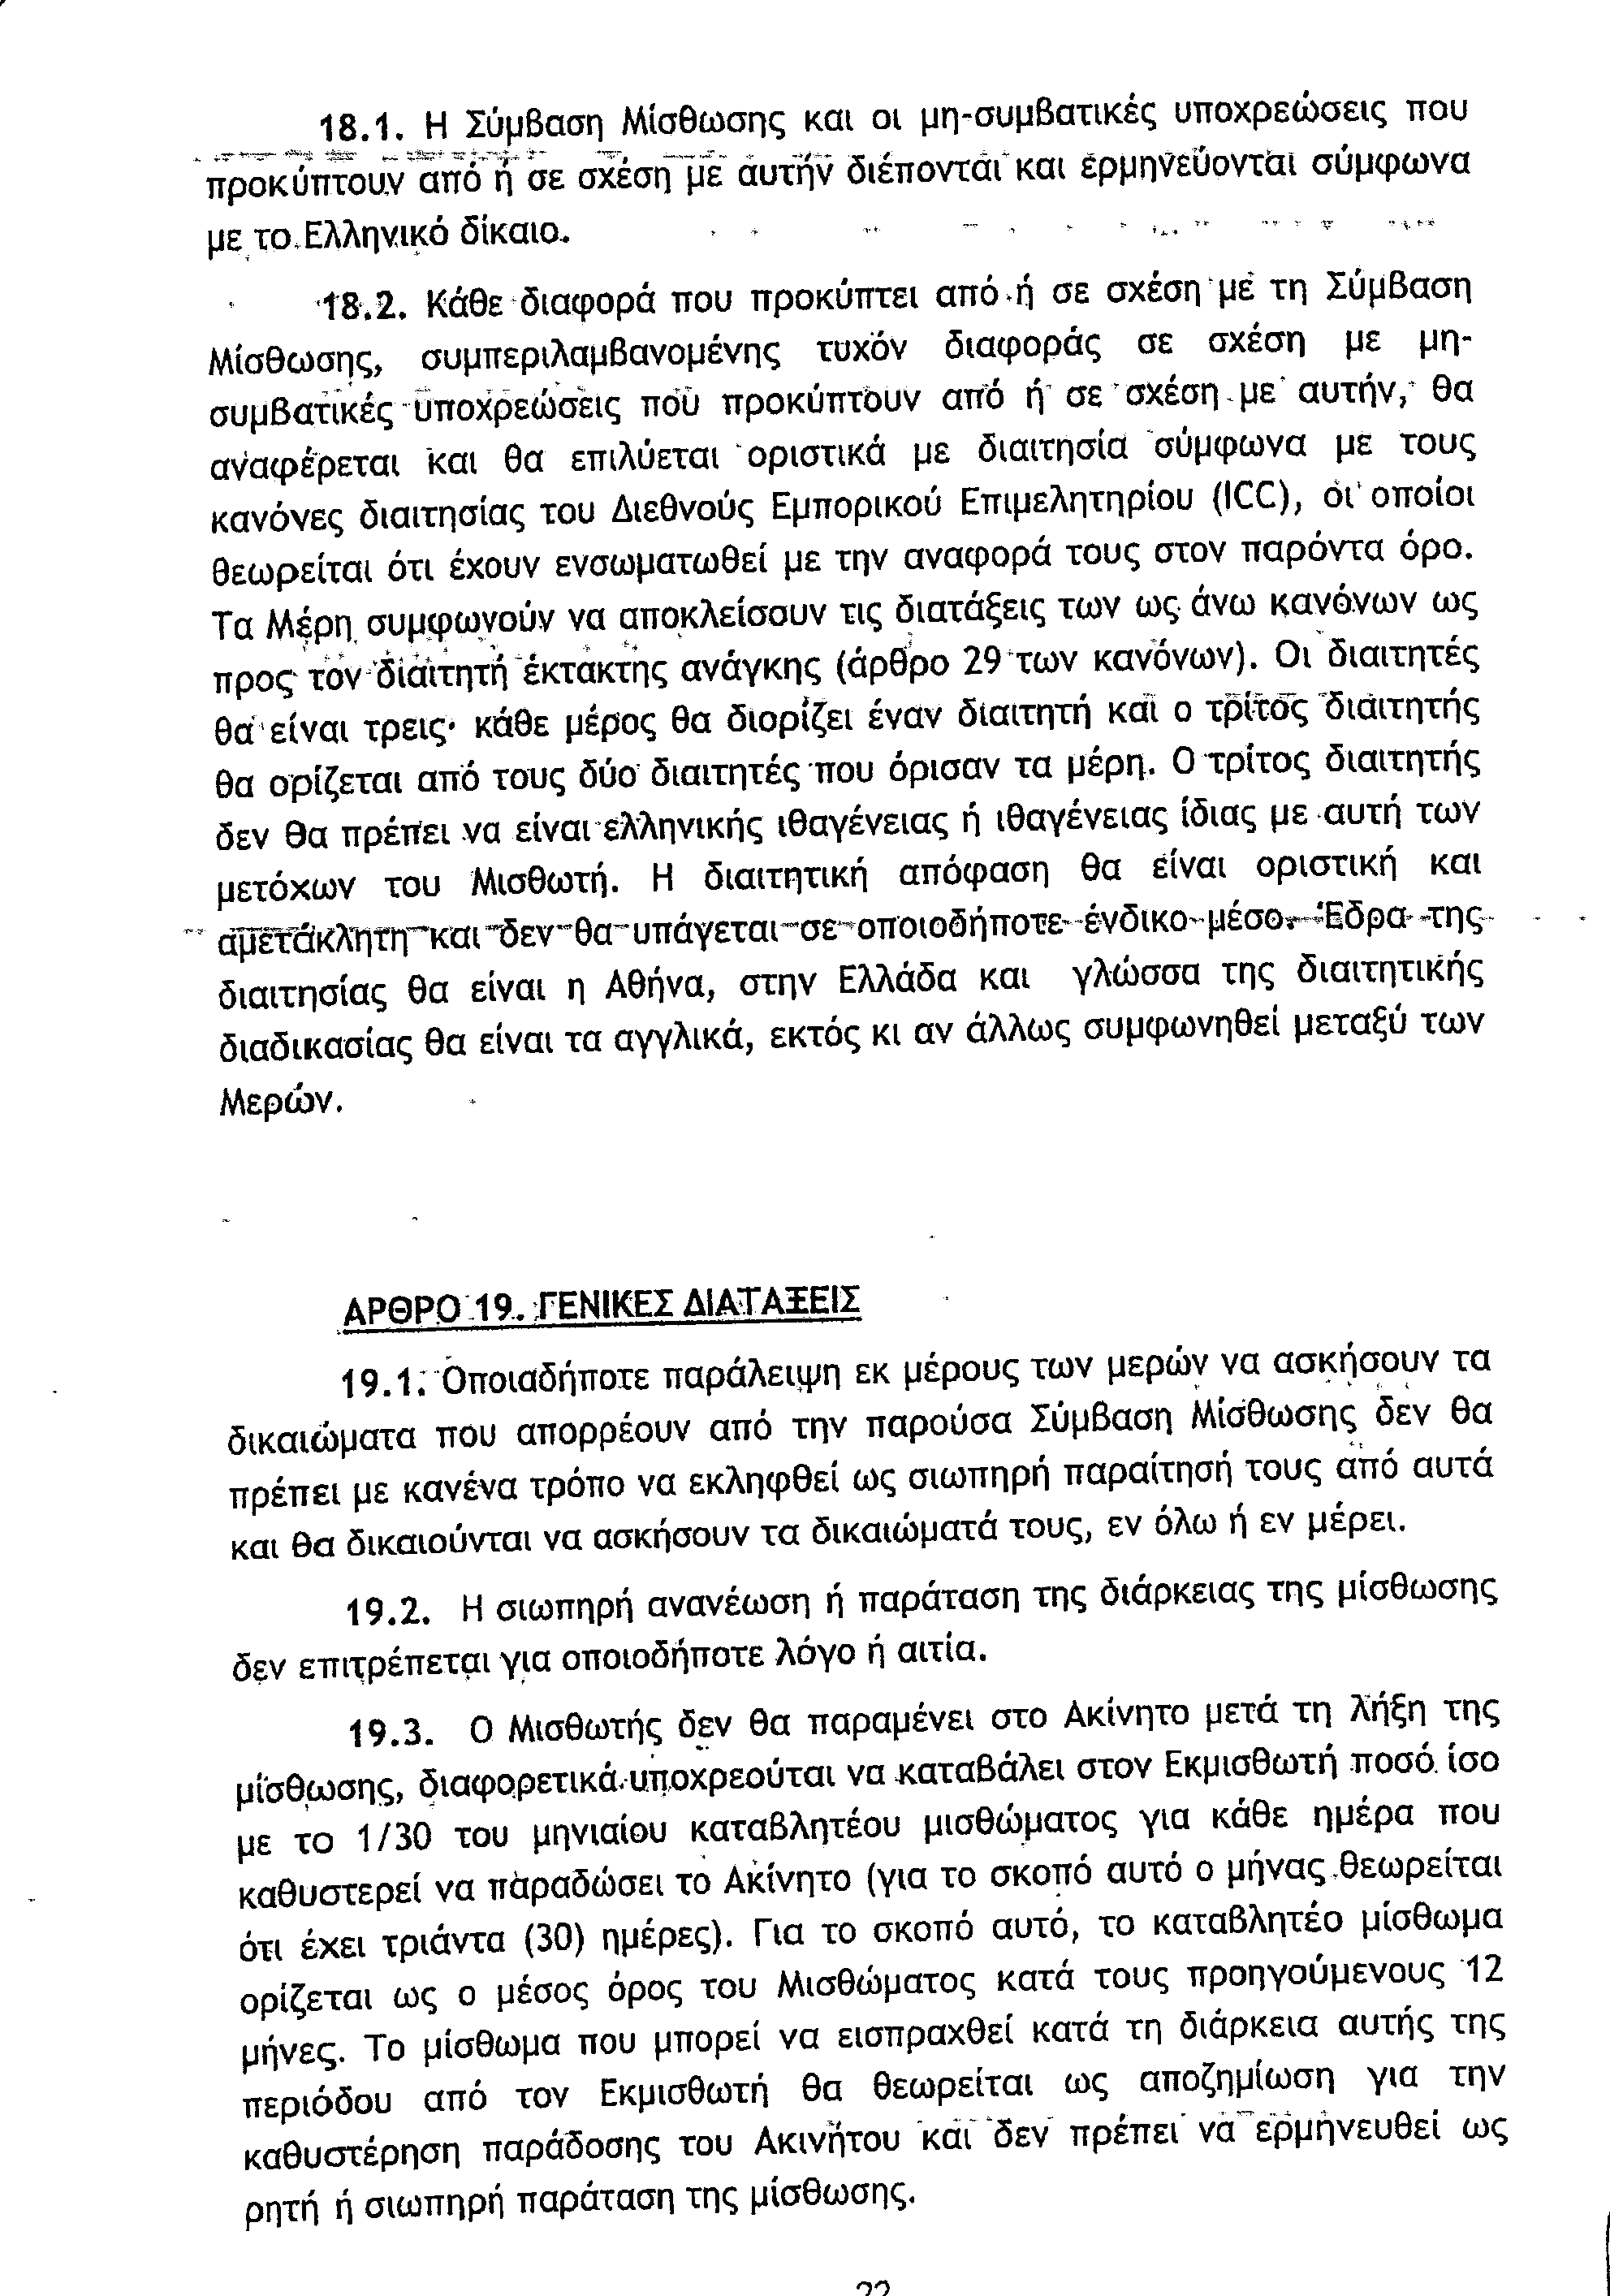 18.1. Η Σύμβαση Μίσθωσης και οι μη-συμβατικές υποχρεώσεις που
προκύπτουν από ή σε σχέση με αυτήν διέπονται και ερμηνεύονται σύμφωνα
με το Ελληνικό δίκαιο.
18.2. Κάθε διαφορά που προκύπτει από ή σε σχέση με τη Σύμβαση
Μίσθωσης, συμπεριλαμβανομένης τυχόν διαφοράς σε σχέση με μη-
συμβατικές υποχρεώσεις που προκύπτουν από ή σε σχέση με αυτήν, θα
αναφέρεται και θα επιλύεται οριστικά με διαιτησία σύμφωνα με τους
κανόνες διαιτησίας του Διεθνούς Εμπορικού Επιμελητηρίου (ICC), οι οποίοι
θεωρείται ότι έχουν ενσωματωθεί με την αναφορά τους στον παρόντα όρο.
Τα Μέρη συμφωνούν να αποκλείσουν τις διατάξεις των ως άνω κανόνων ως
προς τον διαιτητή έκτακτης ανάγκης (άρθρο 29 των κανόνων). Οι διαιτητές
θα είναι τρεις· κάθε μέρος θα διορίζει έναν διαιτητή και ο τρίτος διαιτητής
θα ορίζεται από τους δύο διαιτητές που όρισαν τα μέρη. Ο τρίτος διαιτητής
δεν θα πρέπει να είναι ελληνικής ιθαγένειας ή ιθαγένειας ίδιας με αυτή των
μετόχων του Μισθωτή. Η διαιτητική απόφαση θα είναι οριστική και
αμετάκλητη και δεν θα υπάγεται σε οποιοδήποτε ένδικο μέσο. Έδρα της
διαιτησίας θα είναι η Αθήνα, στην Ελλάδα και γλώσσα της διαιτητικής
διαδικασίας θα είναι τα αγγλικά, εκτός κι αν άλλως συμφωνηθεί μεταξύ των
Μερών.
ΑΡΘΡΟ 19. ΓΕΝΙΚΕΣ ΔΙΑΤΑΞΕΙΣ
19.1. Οποιαδήποτε παράλειψη εκ μέρους των μερών να ασκήσουν τα
δικαιώματα που απορρέουν από την παρούσα Σύμβαση Μίσθωσης δεν θα
πρέπει με κανένα τρόπο να εκληφθεί ως σιωπηρή παραίτησή τους από αυτά
και θα δικαιούνται να ασκήσουν τα δικαιώματά τους, εν όλω ή εν μέρει.
19.2. Η σιωπηρή ανανέωση ή παράταση της διάρκειας της μίσθωσης
δεν επιτρέπεται για οποιοδήποτε λόγο ή αιτία.
19.3. Ο Μισθωτής δεν θα παραμένει στο Ακίνητο μετά τη λήξη της
μίσθωσης, διαφορετικά υποχρεούται να καταβάλει στον Εκμισθωτή ποσό ίσο
με το 1/30 του μηνιαίου καταβλητέου μισθώματος για κάθε ημέρα που
καθυστερεί να παραδώσει το Ακίνητο (για το σκοπό αυτό ο μήνας θεωρείται
ότι έχει τριάντα (30) ημέρες). Για το σκοπό αυτό, το καταβλητέο μίσθωμα
ορίζεται ως ο μέσος όρος του Μισθώματος κατά τους προηγούμενους 12
μήνες. Το μίσθωμα που μπορεί να εισπραχθεί κατά τη διάρκεια αυτής της
περιόδου από τον Εκμισθωτή θα θεωρείται ως αποζημίωση για την
καθυστέρηση παράδοσης του Ακινήτου και δεν πρέπει να ερμηνευθεί ως
ρητή ή σιωπηρή παράταση της μίσθωσης.